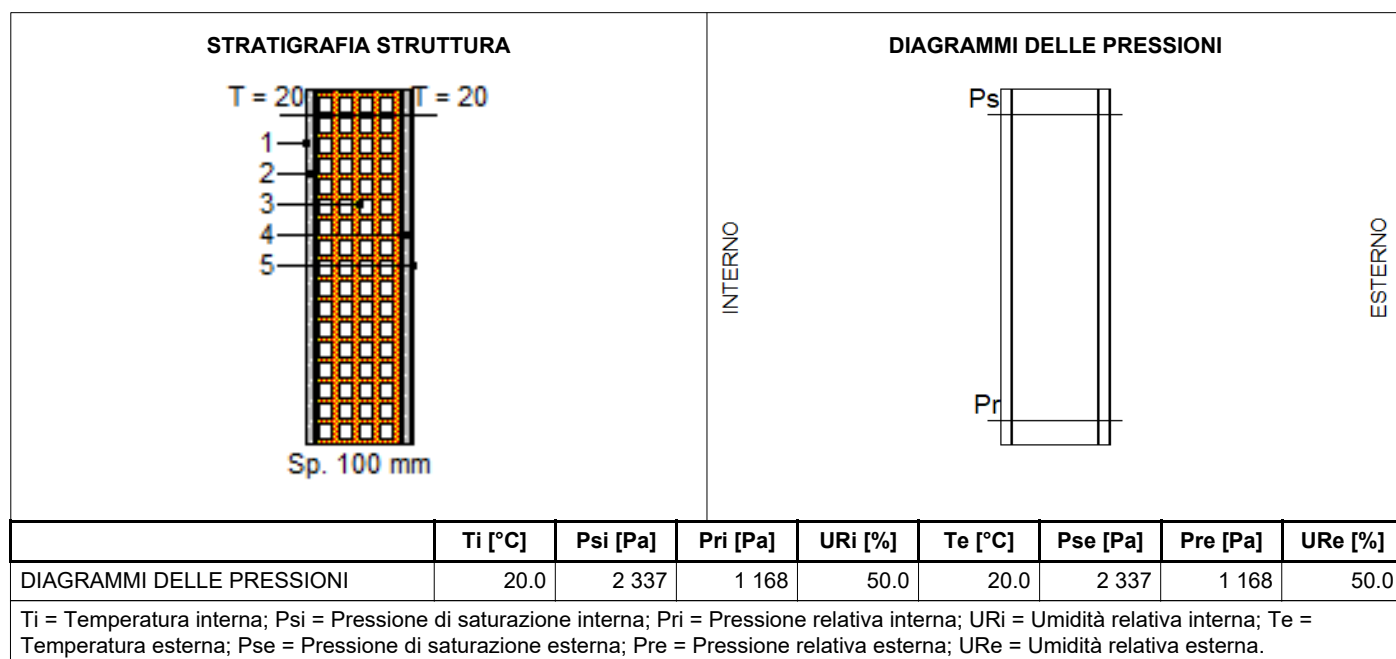 STRATIGRAFIA STRUTTURA
T = 20
T = 20
1
2
3
4
5
Sp. 100 mm
DIAGRAMMI DELLE PRESSIONI
Ps
Pr
INTERNO
ESTERNO
Ti [°C] Psi [Pa] Pri [Pa] URi [%] Te [°C] Pse [Pa] Pre [Pa] URe [%]
DIAGRAMMI DELLE PRESSIONI 20.0 2 337 1 168 50.0 20.0 2 337 1 168 50.0
Ti = Temperatura interna; Psi = Pressione di saturazione interna; Pri = Pressione relativa interna; URi = Umidità relativa interna; Te =
Temperatura esterna; Pse = Pressione di saturazione esterna; Pre = Pressione relativa esterna; URe = Umidità relativa esterna.